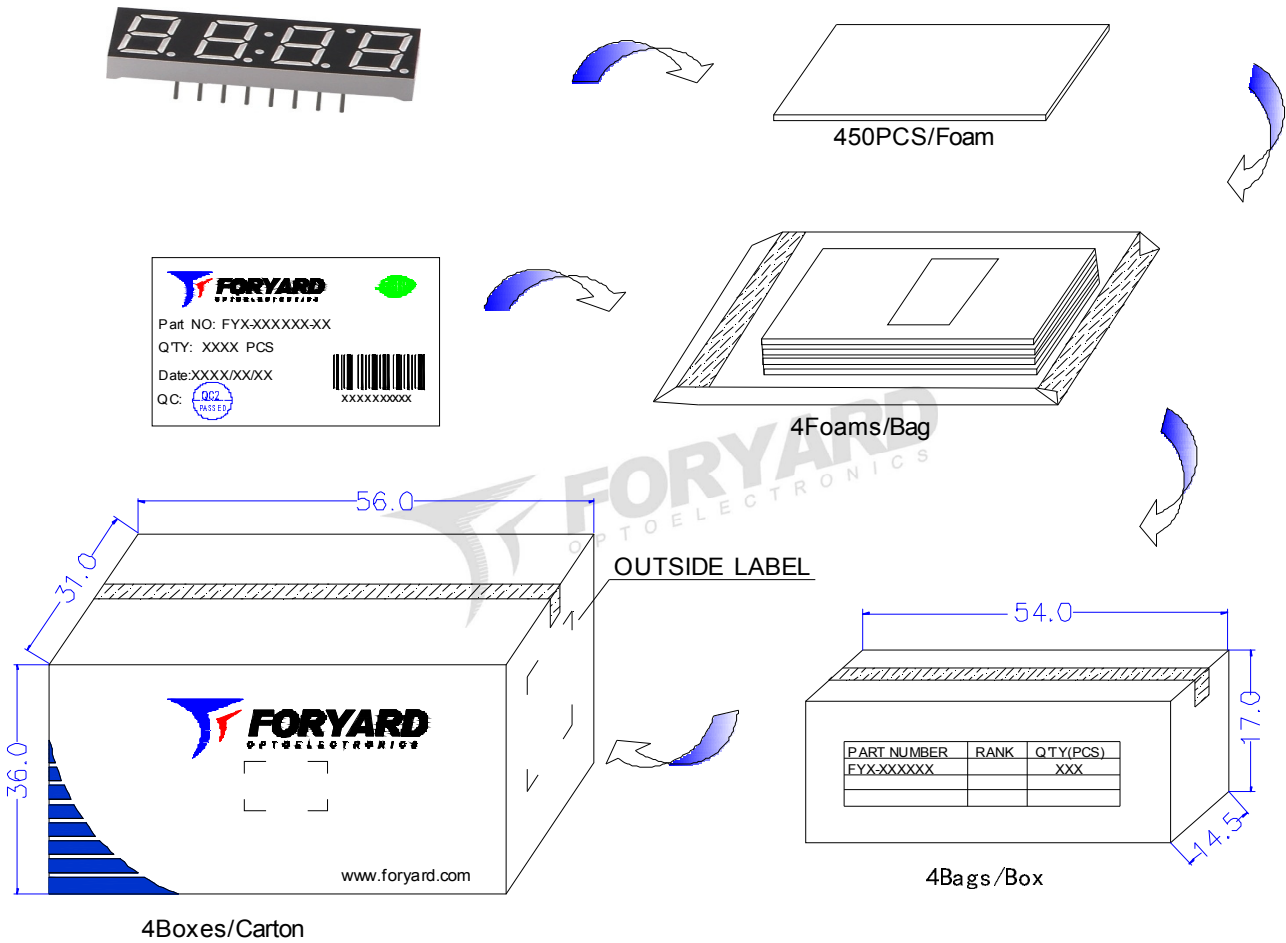 450PCS/Foam
FORYARD
OPTOELECTRONICS
Part NO: FYX-XXXXXX-XX
Q'TY: XXXX PCS
Date:XXXX/XX/XX
QC:
QC2
PASSED
XXXXXXXXXX
4Foams/Bag
FORYARD
OPTOELECTRONICS
56.0
31.0
36.0
OUTSIDE LABEL
FORYARD
OPTOELECTRONICS
www.foryard.com
4Boxes/Carton
54.0
17.0
14.5
PART NUMBER RANK Q'TY(PCS)
FYX-XXXXXX XXX
4Bags/Box